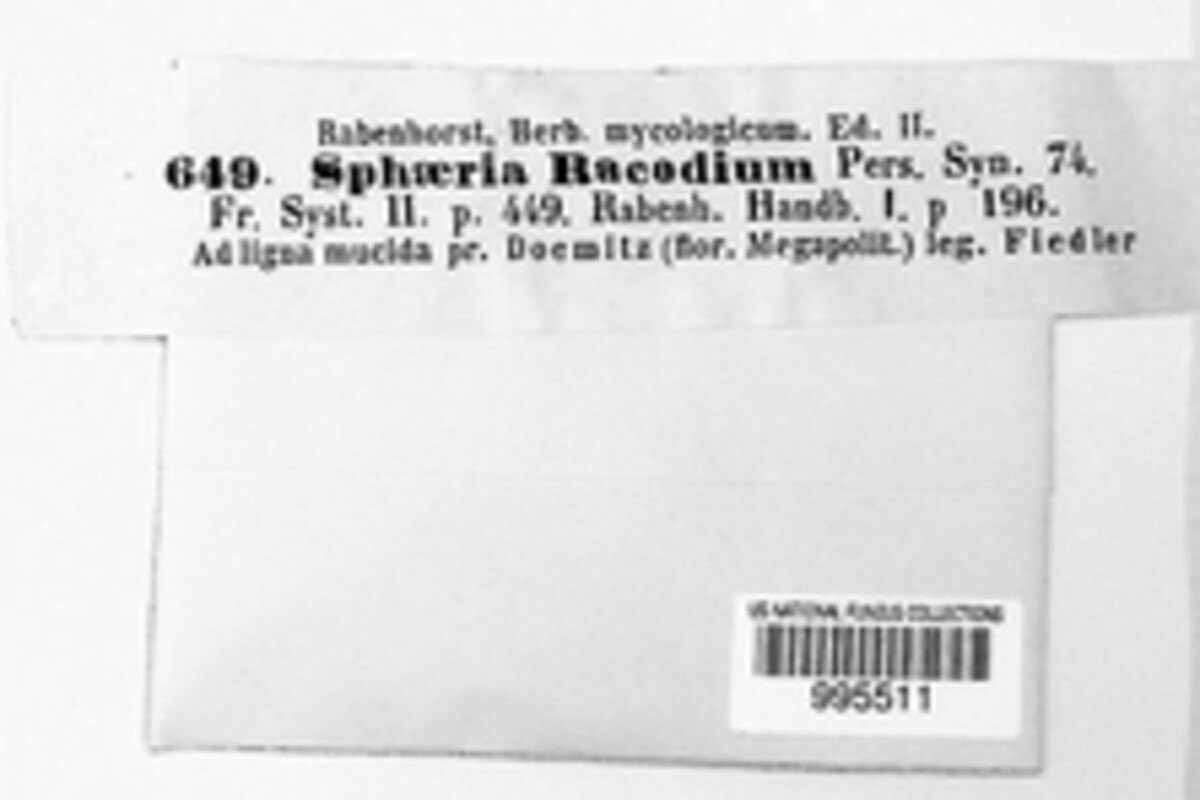 Rabenhorst, Herb. mycologicum. Ed. II.
649. Sphæria Racodium Pers. Syn. 74.
Fr. Syst. II. p. 449. Rabenh. Handb. I. p 196.
Ad ligna mucida pr. Doemitz (flor. Megapolit.) leg. Fiedler
US NATIONAL FUNGUS COLLECTIONS
995511